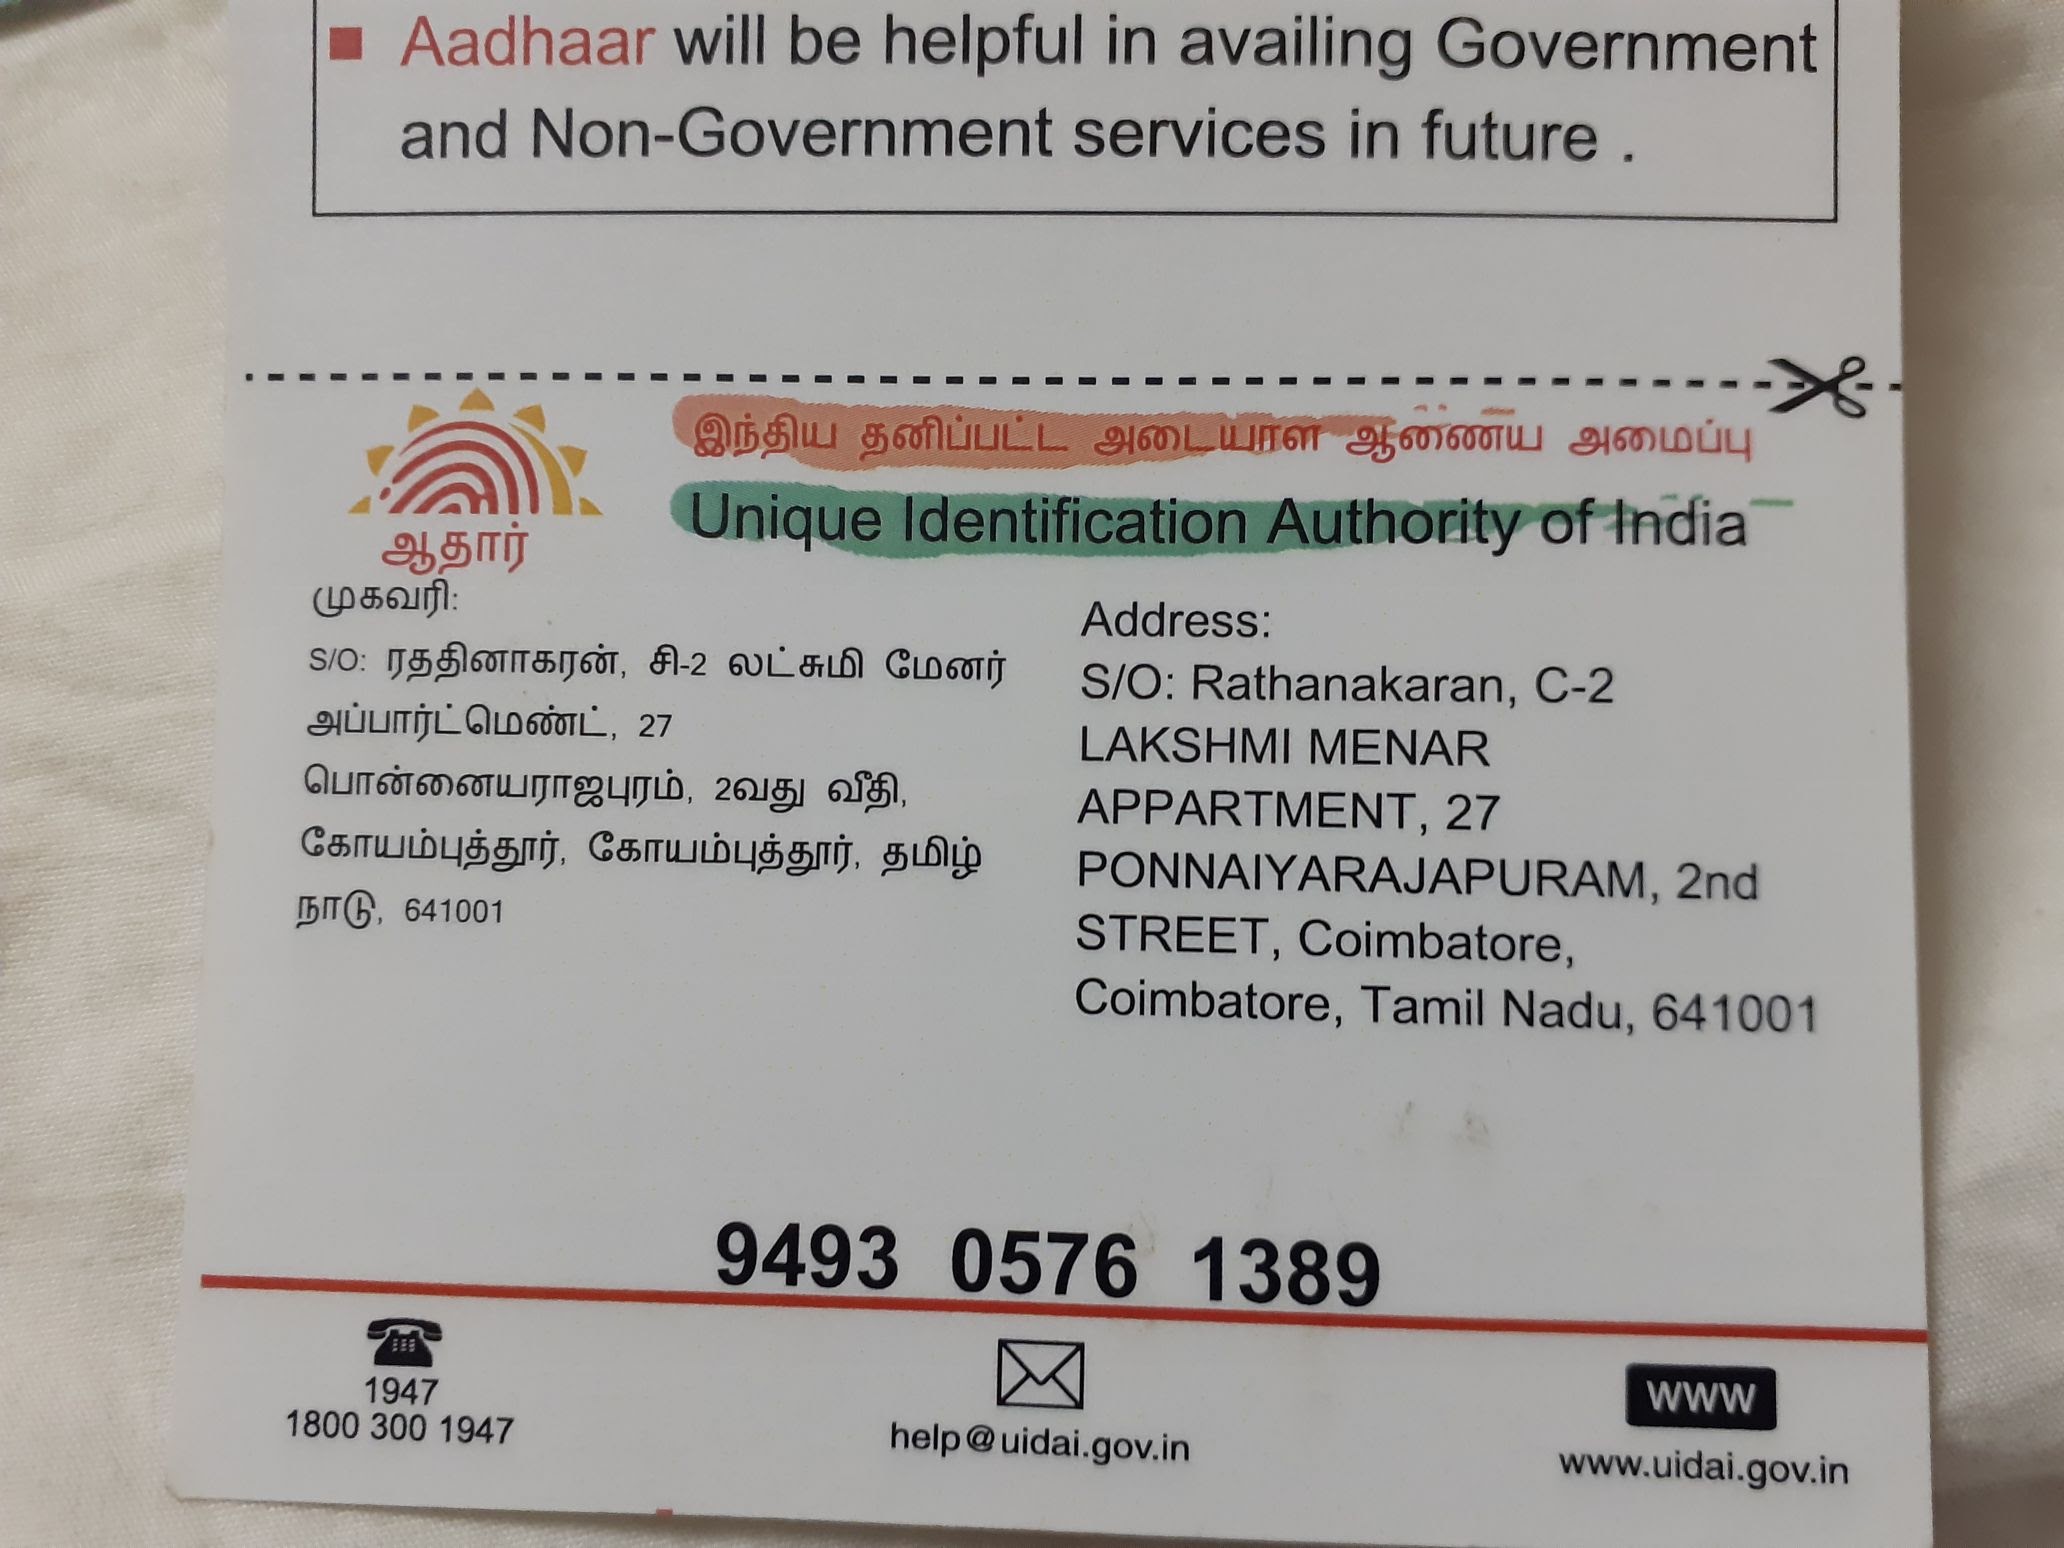 ■ Aadhaar will be helpful in availing Government
and Non-Government services in future .
ஆதார்
இந்திய தனிப்பட்ட அடையாள ஆணைய அமைப்பு
Unique Identification Authority of India
முகவரி:
S/O: ரததினாகரன், சி-2 லட்சுமி மேனர்
அப்பார்ட்மெண்ட், 27
பொன்னையராஜபுரம், 2வது வீதி,
கோயம்புத்தூர், கோயம்புத்தூர், தமிழ்
நாடு, 641001
Address:
S/O: Rathanakaran, C-2
LAKSHMI MENAR
APPARTMENT, 27
PONNAIYARAJAPURAM, 2nd
STREET, Coimbatore,
Coimbatore, Tamil Nadu, 641001
9493 0576 1389
1947
1800 300 1947
help@uidai.gov.in
WWW
www.uidai.gov.in